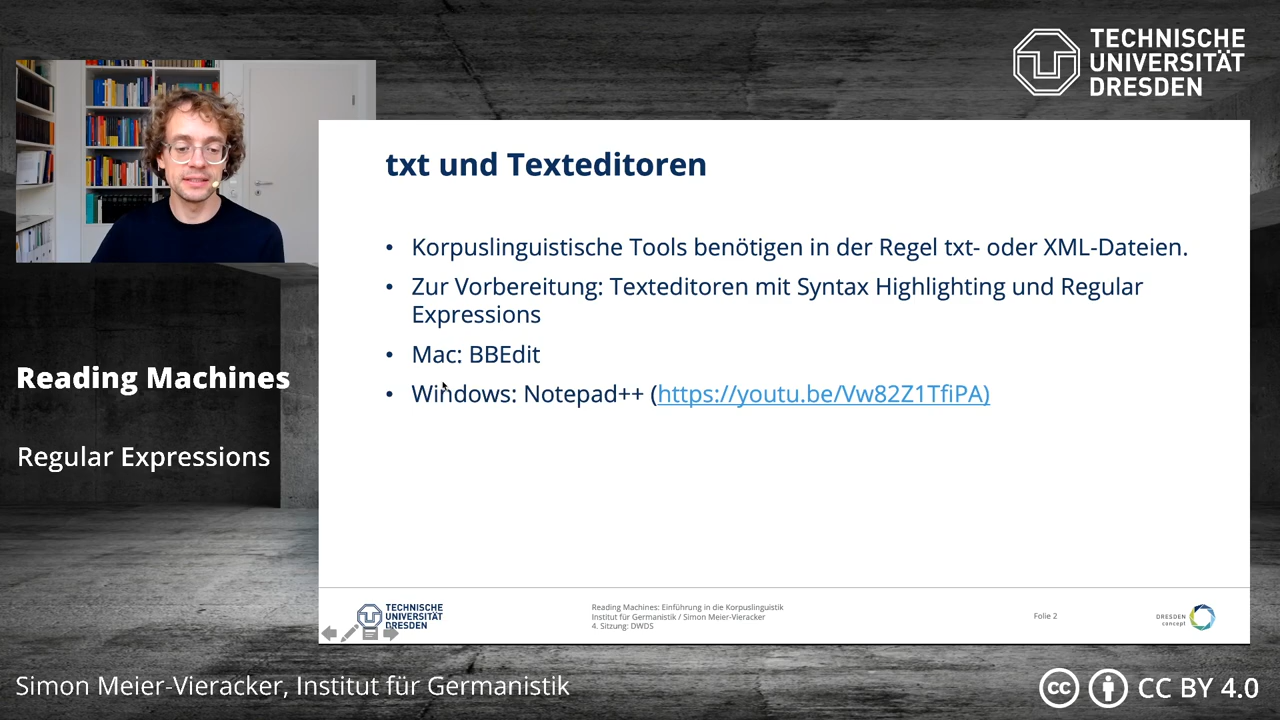 TECHNISCHE
UNIVERSITÄT
DRESDEN
txt und Texteditoren
• Korpuslinguistische Tools benötigen in der Regel txt- oder XML-Dateien.
• Zur Vorbereitung: Texteditoren mit Syntax Highlighting und Regular
Expressions
• Mac: BBEdit
• Windows: Notepad++ (https://youtu.be/Vw82Z1TfiPA)
Reading Machines
Regular Expressions
TECHNISCHE
UNIVERSITÄT
DRESDEN
Reading Machines: Einführung in die Korpuslinguistik
Institut für Germanistik / Simon Meier-Vieracker
4. Sitzung: DWDS
Folie 2
DRESDEN
concept
Simon Meier-Vieracker, Institut für Germanistik
cc CC BY 4.0